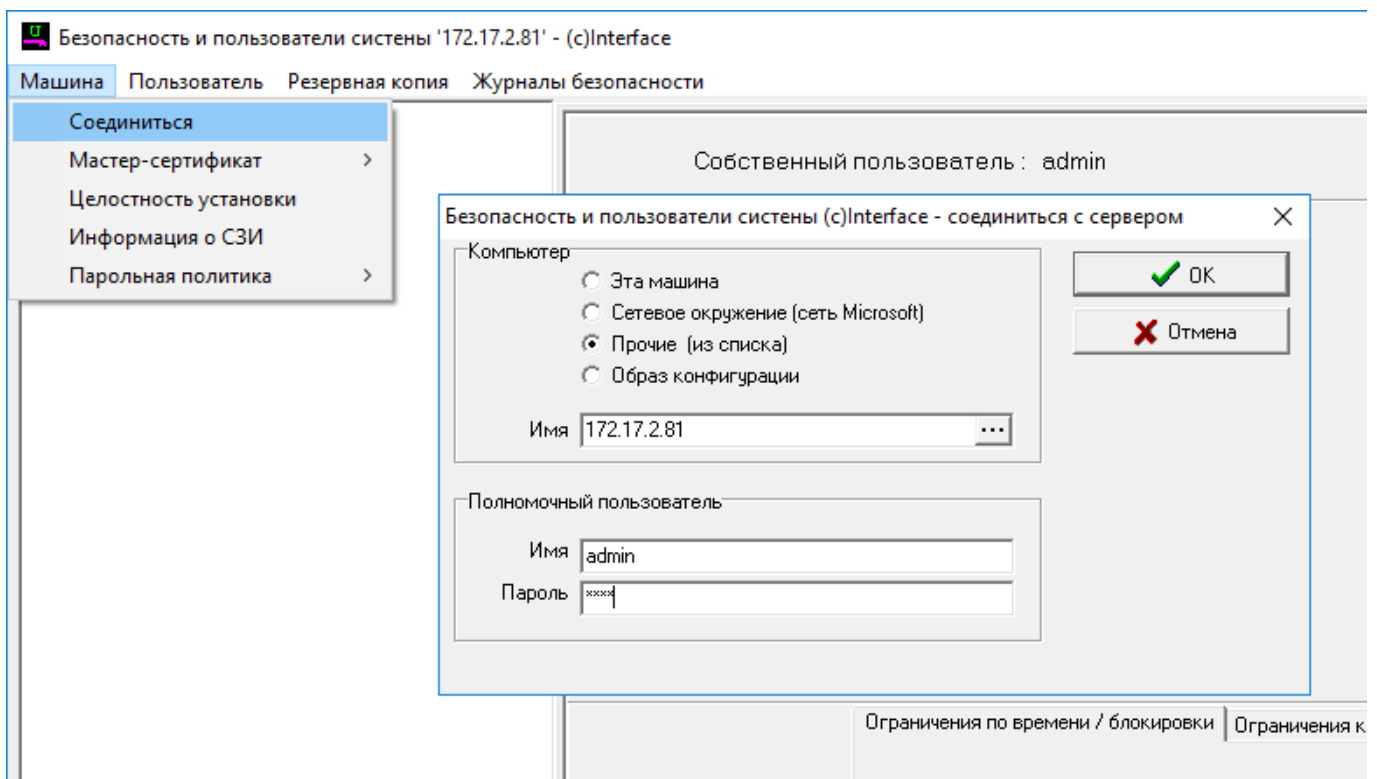 Безопасность и пользователи системы '172.17.2.81' - (c)Interface
Машина Пользователь Резервная копия Журналы безопасности
Соединиться
Мастер-сертификат
Целостность установки
Информация о СЗИ
Парольная политика
Собственный пользователь : admin
Безопасность и пользователи системы (c)Interface - соединиться с сервером
Компьютер
Эта машина
Сетевое окружение (сеть Microsoft)
Прочие (из списка)
Образ конфигурации
Имя 172.17.2.81 ...
OK
Отмена
Полномочный пользователь
Имя admin
Пароль ****
Ограничения по времени / блокировки Ограничения